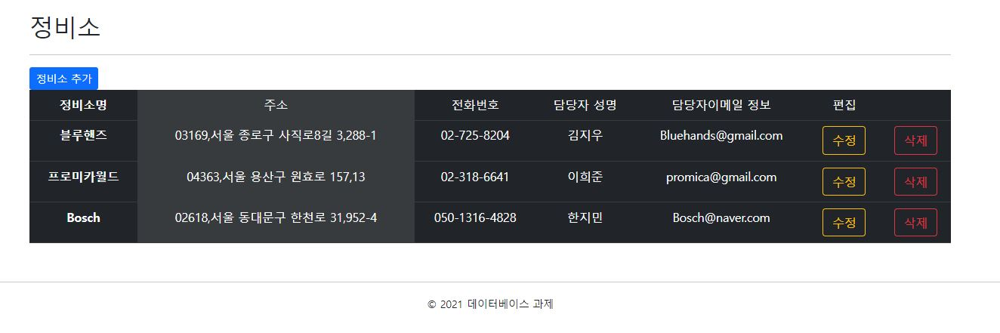 정비소
정비소 추가
정비소명 주소 전화번호 담당자 성명 담당자이메일 정보 편집
블루핸즈 03169,서울 종로구 사직로8길 3,288-1 02-725-8204 김지우 Bluehands@gmail.com 수정 삭제
프로미카월드 04363,서울 용산구 원효로 157,13 02-318-6641 이희준 promica@gmail.com 수정 삭제
Bosch 02618,서울 동대문구 한천로 31,952-4 050-1316-4828 한지민 Bosch@naver.com 수정 삭제
© 2021 데이터베이스 과제